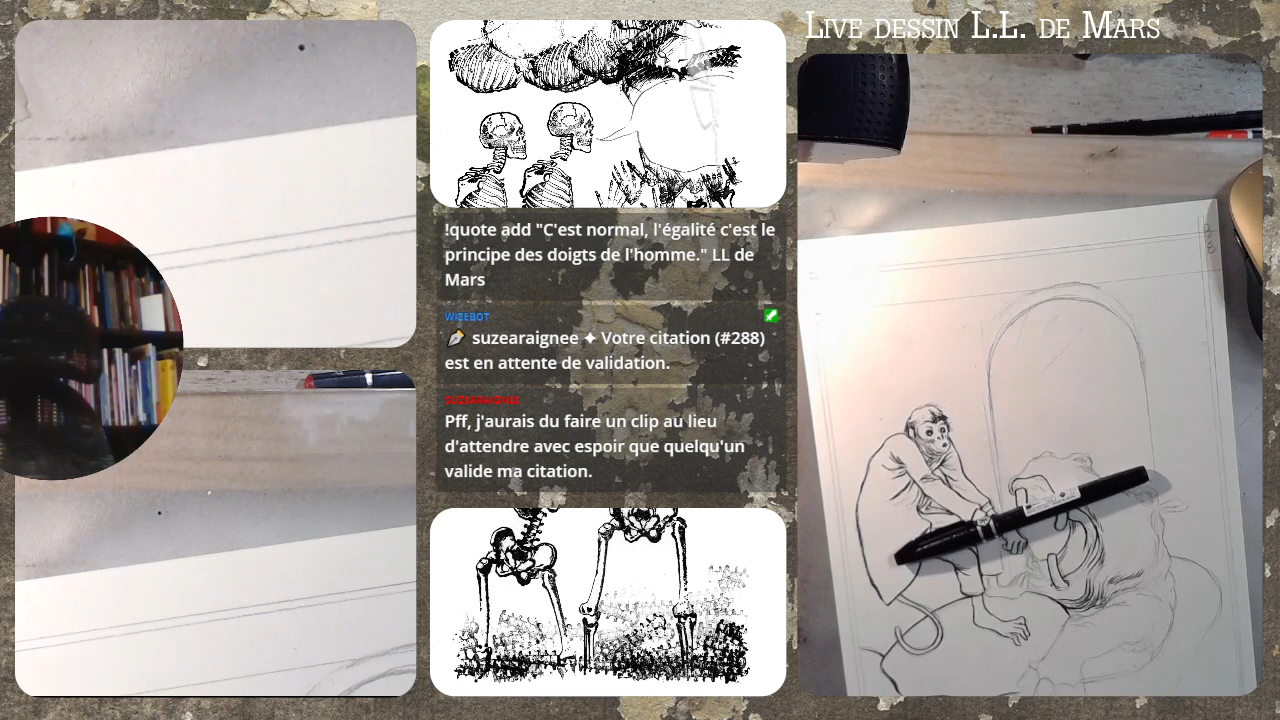 LIVE DESSIN L.L. DE MARS
!quote add "C'est normal, l'égalité c'est le
principe des doigts de l'homme." LL de
Mars
WIZEBOT
suzearaignee ✦ Votre citation (#288)
est en attente de validation.
SUZEARAIGNEE
Pff, j'aurais du faire un clip au lieu
d'attendre avec espoir que quelqu'un
valide ma citation.